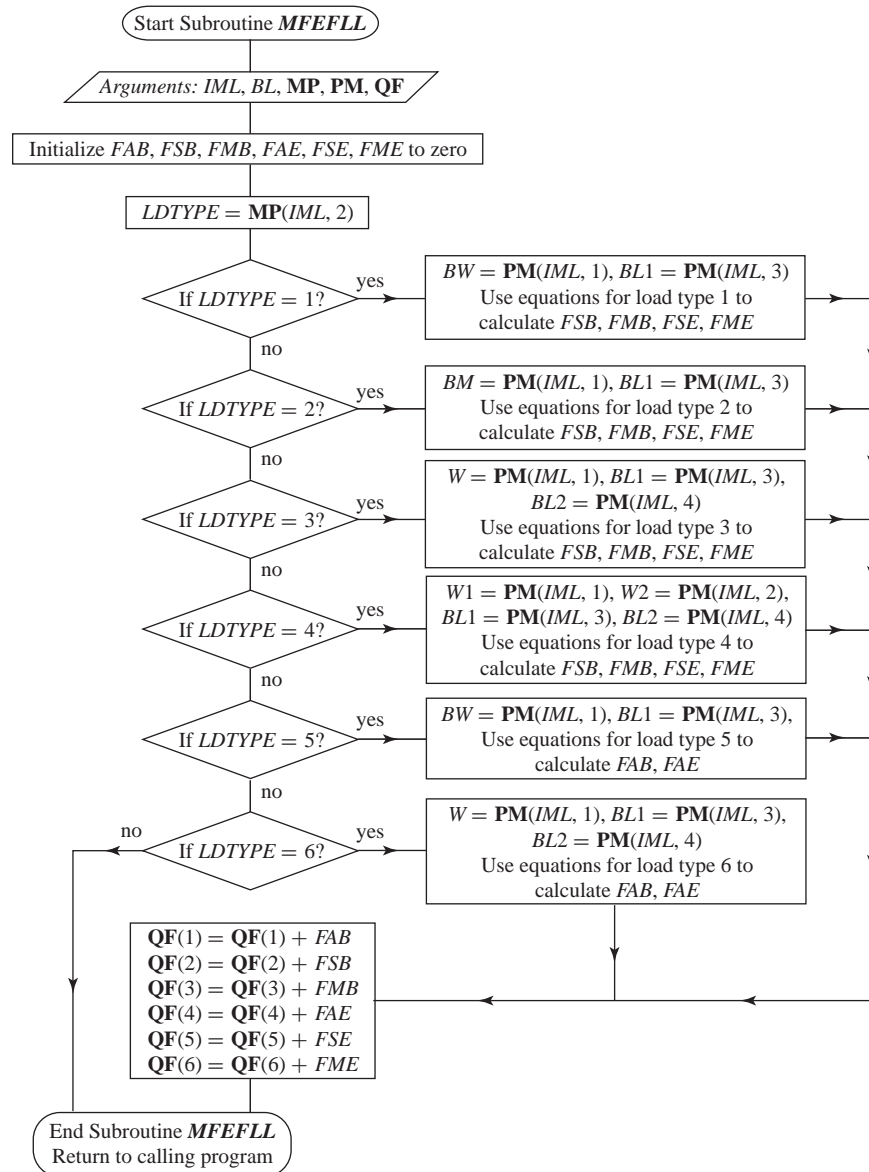 Start Subroutine MFEFLL
Arguments: IML, BL, MP, PM, QF
Initialize FAB, FSB, FMB, FAE, FSE, FME to zero
LDTYPE = MP(IML, 2)
If LDTYPE = 1?
yes
BW = PM(IML, 1), BL1 = PM(IML, 3)
Use equations for load type 1 to
calculate FSB, FMB, FSE, FME
no
If LDTYPE = 2?
yes
BM = PM(IML, 1), BL1 = PM(IML, 3)
Use equations for load type 2 to
calculate FSB, FMB, FSE, FME
no
If LDTYPE = 3?
yes
W = PM(IML, 1), BL1 = PM(IML, 3),
BL2 = PM(IML, 4)
Use equations for load type 3 to
calculate FSB, FMB, FSE, FME
no
If LDTYPE = 4?
yes
W1 = PM(IML, 1), W2 = PM(IML, 2),
BL1 = PM(IML, 3), BL2 = PM(IML, 4)
Use equations for load type 4 to
calculate FSB, FMB, FSE, FME
no
If LDTYPE = 5?
yes
BW = PM(IML, 1), BL1 = PM(IML, 3),
Use equations for load type 5 to
calculate FAB, FAE
no
no
If LDTYPE = 6?
yes
W = PM(IML, 1), BL1 = PM(IML, 3),
BL2 = PM(IML, 4)
Use equations for load type 6 to
calculate FAB, FAE
QF(1) = QF(1) + FAB
QF(2) = QF(2) + FSB
QF(3) = QF(3) + FMB
QF(4) = QF(4) + FAE
QF(5) = QF(5) + FSE
QF(6) = QF(6) + FME
End Subroutine MFEFLL
Return to calling program